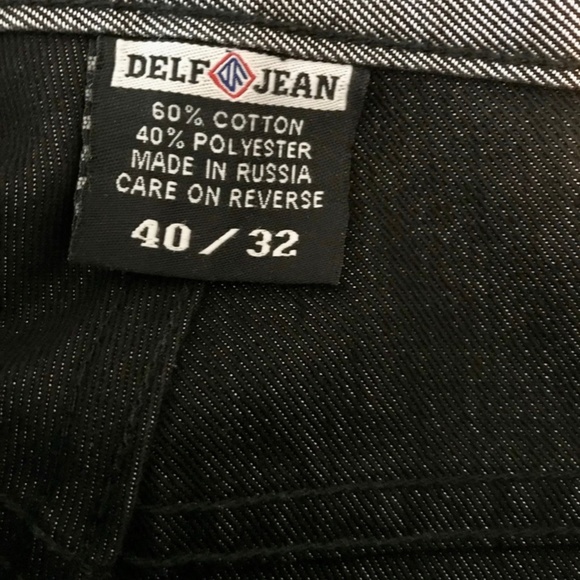 DELF JEAN
60% COTTON
40% POLYESTER
MADE IN RUSSIA
CARE ON REVERSE
40 / 32